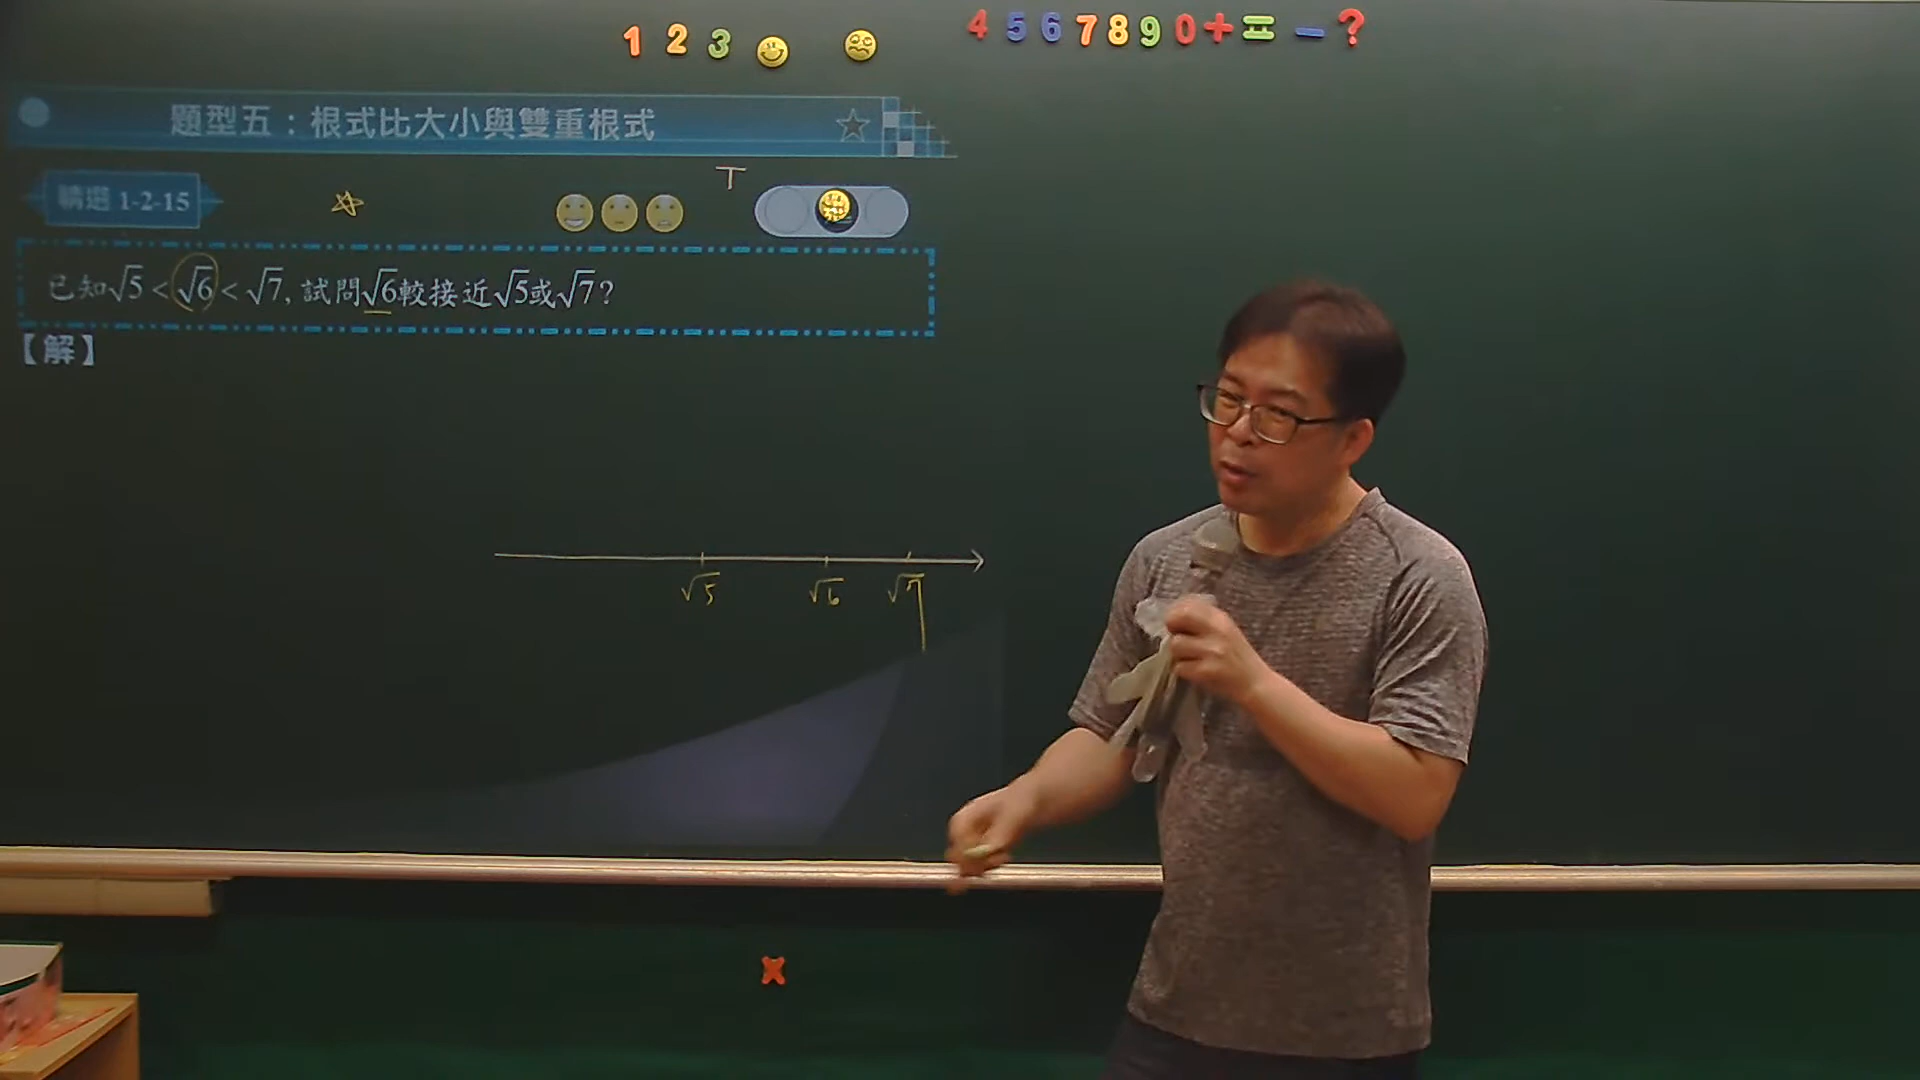 1 2 3
4 5 6 7 8 9 0 + = - ?
題型五：根式比大小與雙重根式
精選 1-2-15
已知√5 < √6 < √7, 試問√6較接近√5或√7?
【解】
√5 √6 √7
x